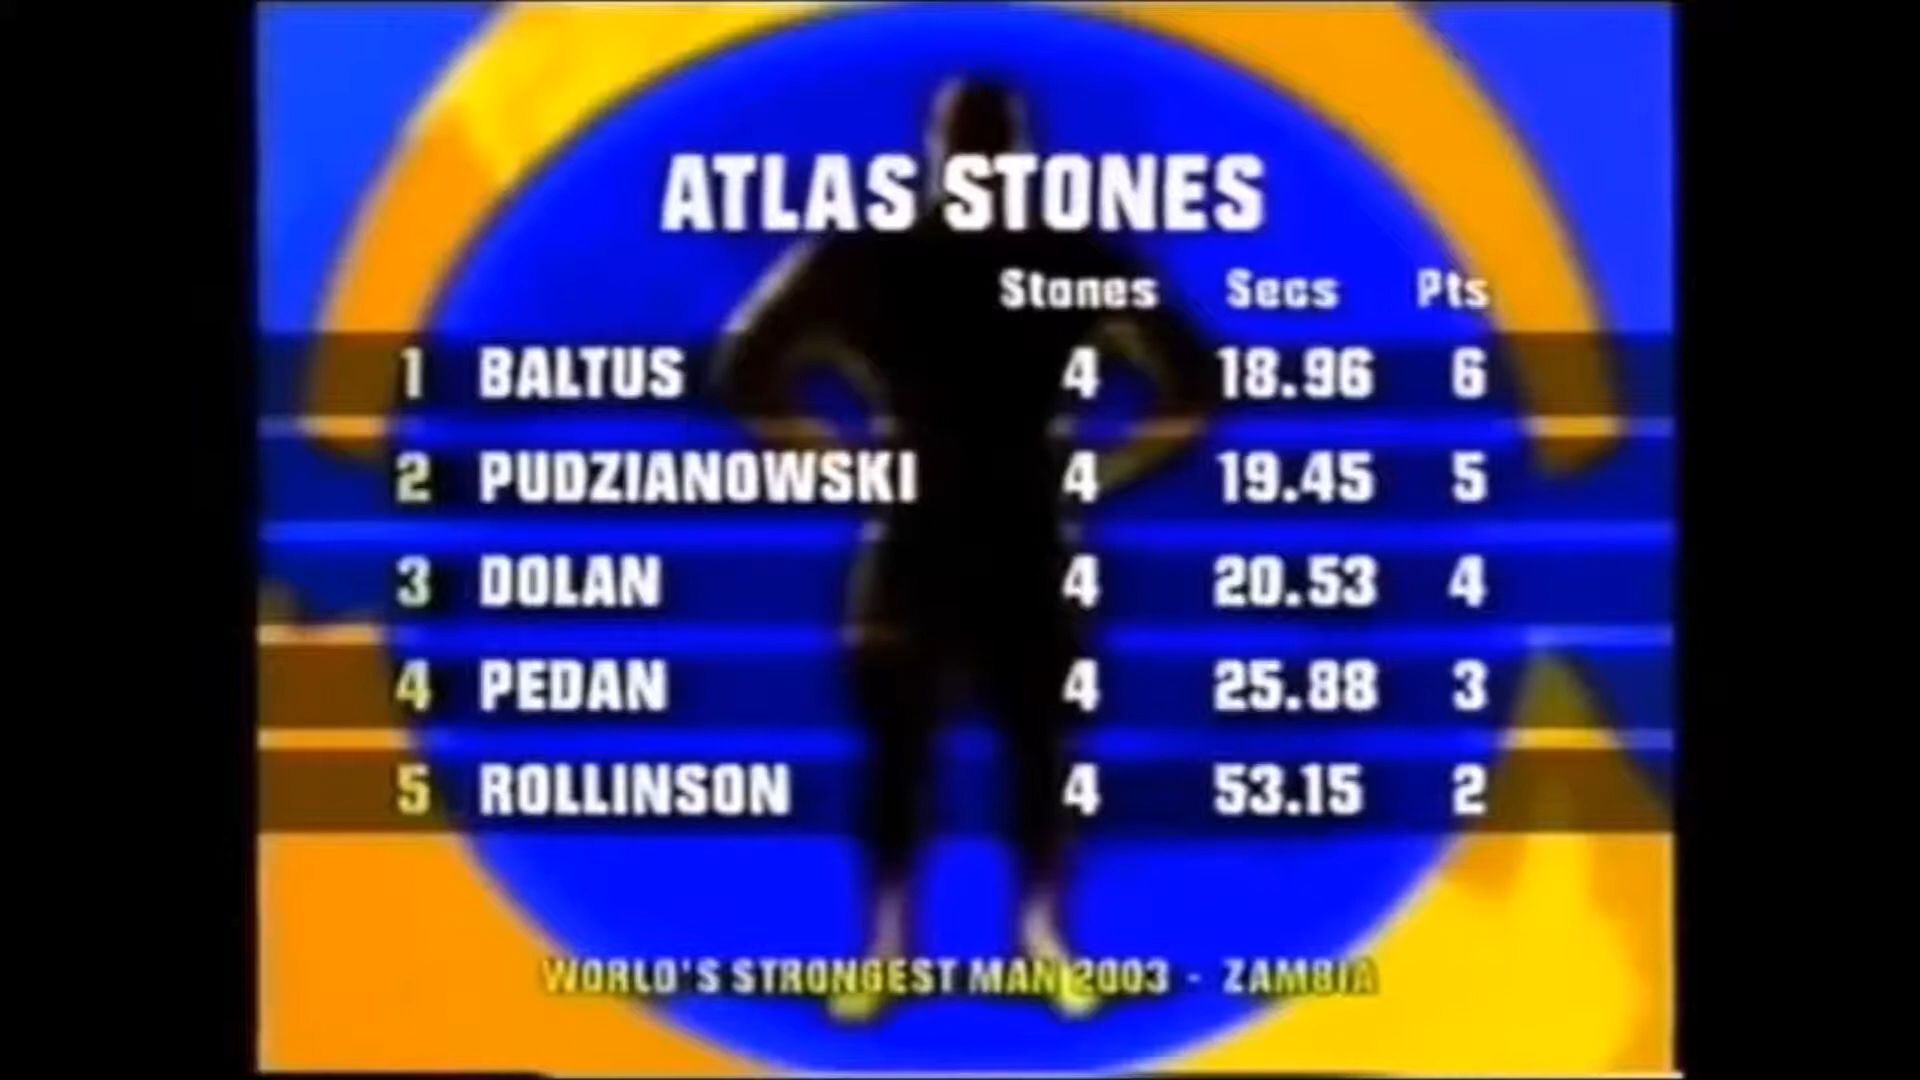 ATLAS STONES
Stones Secs Pts
1 BALTUS 4 18.96 6
2 PUDZIANOWSKI 4 19.45 5
3 DOLAN 4 20.53 4
4 PEDAN 4 25.88 3
5 ROLLINSON 4 53.15 2
WORLD'S STRONGEST MAN 2003 - ZAMBIA